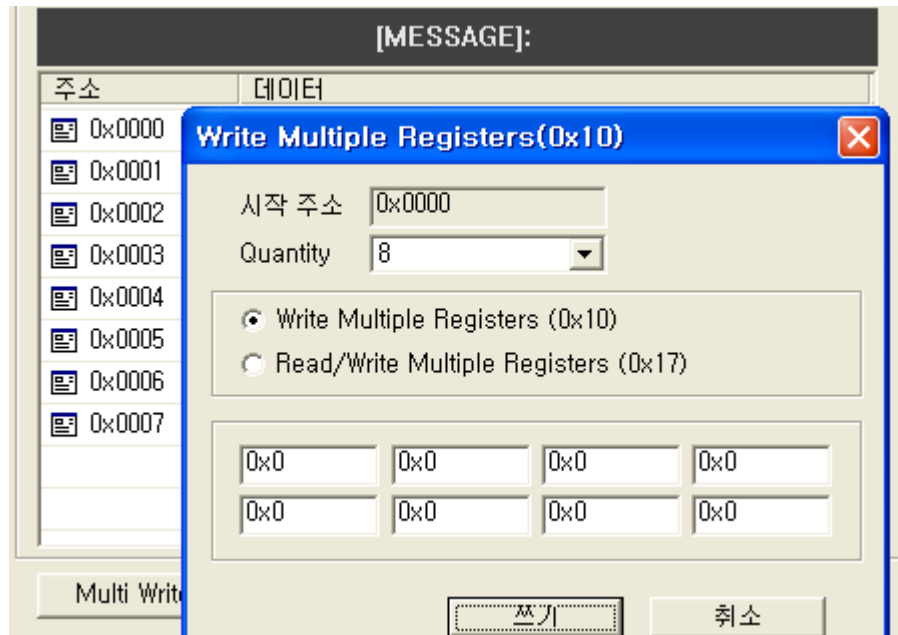 [MESSAGE]:
주소 데이터
0x0000
0x0001
0x0002
0x0003
0x0004
0x0005
0x0006
0x0007
Multi Write
Write Multiple Registers(0x10)
시작 주소 0x0000
Quantity 8
Write Multiple Registers (0x10)
Read/Write Multiple Registers (0x17)
0x0 0x0 0x0 0x0
0x0 0x0 0x0 0x0
쓰기 취소